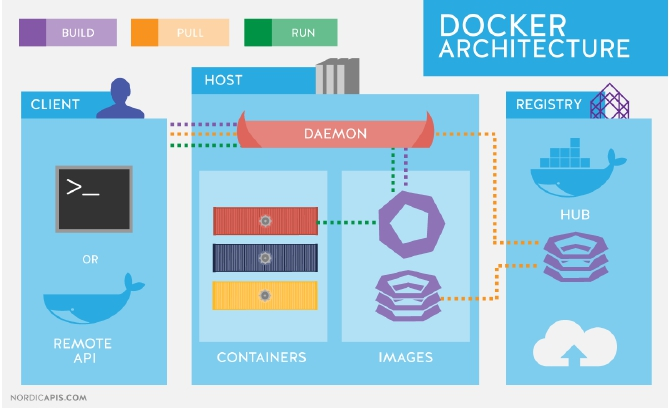 BUILD
PULL
RUN
DOCKER
ARCHITECTURE
CLIENT
HOST
REGISTRY
DAEMON
>_
OR
REMOTE
API
CONTAINERS
IMAGES
HUB
NORDICAPIS.COM